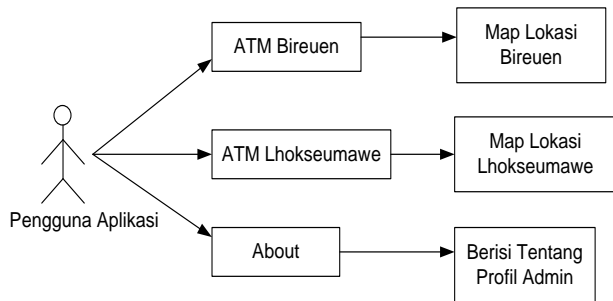 ATM Bireuen
Map Lokasi
Bireuen
Pengguna Aplikasi
ATM Lhokseumawe
Map Lokasi
Lhokseumawe
About
Berisi Tentang
Profil Admin